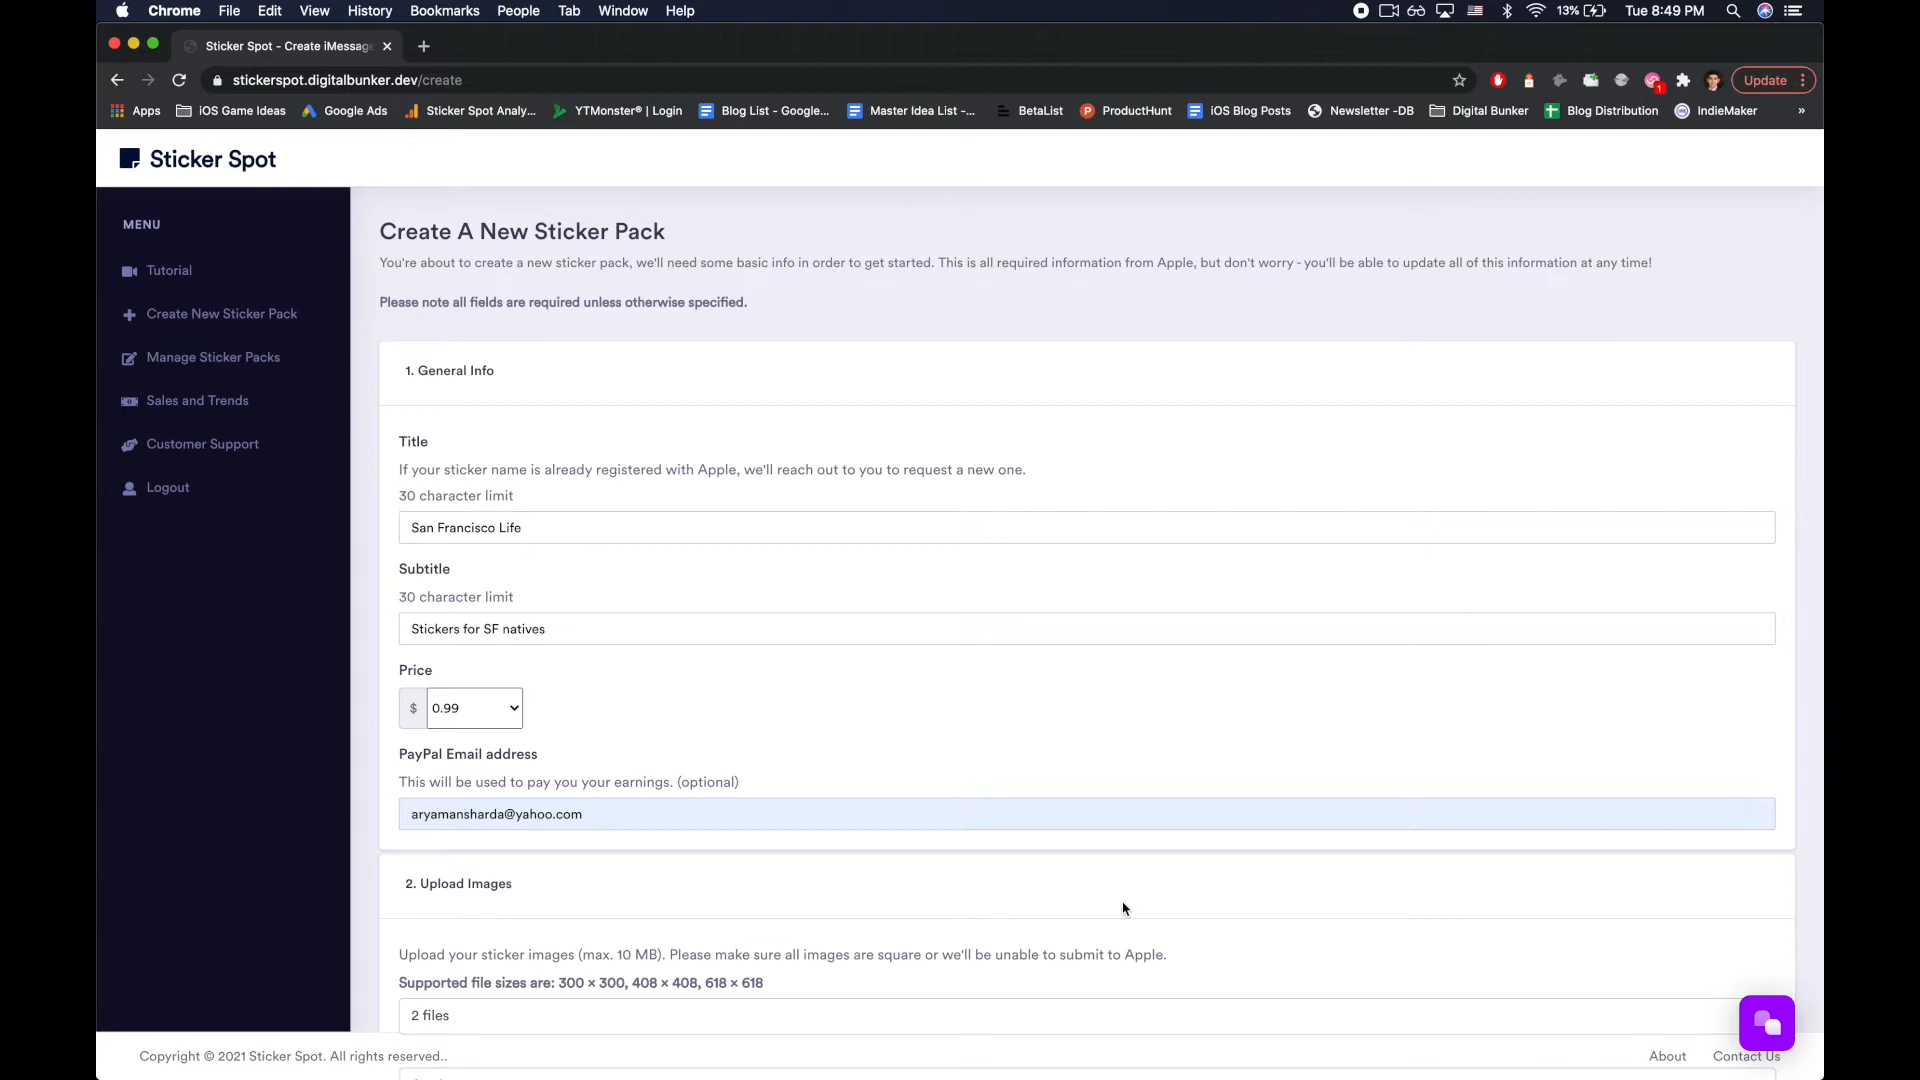 Chrome File Edit View History Bookmarks People Tab Window Help 13% Tue 8:49 PM
Sticker Spot - Create iMessag
stickerspot.digitalbunker.dev/create 1 Update
Apps iOS Game Ideas Google Ads Sticker Spot Analy... YTMonster® | Login Blog List - Google... Master Idea List -... BetaList ProductHunt iOS Blog Posts Newsletter -DB Digital Bunker Blog Distribution IndieMaker »
Sticker Spot
MENU
Tutorial
Create New Sticker Pack
Manage Sticker Packs
Sales and Trends
Customer Support
Logout
Create A New Sticker Pack
You're about to create a new sticker pack, we'll need some basic info in order to get started. This is all required information from Apple, but don't worry - you'll be able to update all of this information at any time!
Please note all fields are required unless otherwise specified.
1. General Info
Title
If your sticker name is already registered with Apple, we'll reach out to you to request a new one.
30 character limit
San Francisco Life
Subtitle
30 character limit
Stickers for SF natives
Price
$ 0.99
PayPal Email address
This will be used to pay you your earnings. (optional)
aryamansharda@yahoo.com
2. Upload Images
Upload your sticker images (max. 10 MB). Please make sure all images are square or we'll be unable to submit to Apple.
Supported file sizes are: 300 × 300, 408 × 408, 618 × 618
2 files
Copyright © 2021 Sticker Spot. All rights reserved..
About Contact Us